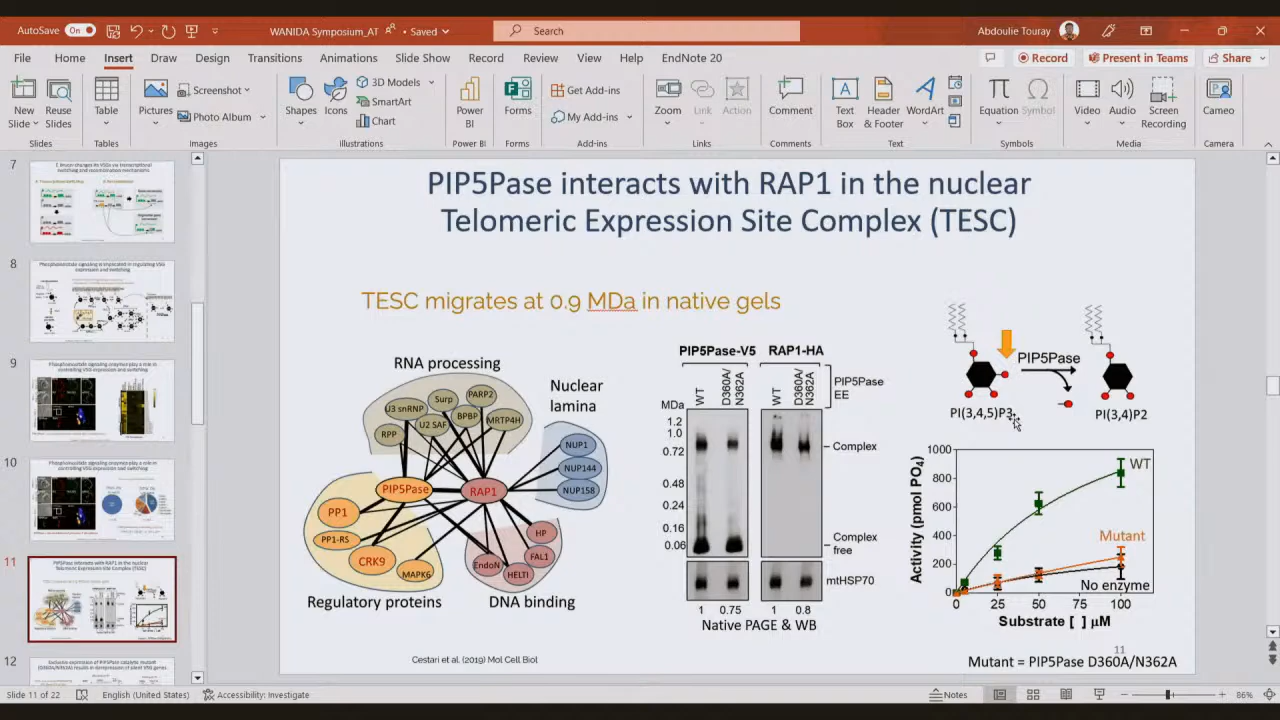 AutoSave On WANIDA Symposium_AT • Saved Search Abdoulie Touray
File Home Insert Draw Design Transitions Animations Slide Show Record Review View Help EndNote 20 Record Present in Teams Share
New Slide Reuse Slides Table Pictures Screenshot Photo Album Shapes Icons 3D Models SmartArt Chart Power BI Forms Get Add-ins My Add-ins Zoom Link Action Comment Text Box Header & Footer WordArt Equation Symbol Video Audio Screen Recording Cameo
Slides Tables Images Illustrations Power BI Forms Add-ins Links Comments Text Symbols Media Camera
7
8
9
10
11
12
PIP5Pase interacts with RAP1 in the nuclear
Telomeric Expression Site Complex (TESC)
TESC migrates at 0.9 MDa in native gels
RNA processing
Nuclear
lamina
U3 snRNP
Surp
PARP2
BPBP
U2 SAF
MRTP4H
RPP
NUP1
NUP144
NUP158
PIP5Pase
RAP1
PP1
PP1-RS
CRK9
MAPK6
HP
FAL1
EndoN
HELTI
Regulatory proteins
DNA binding
PIP5Pase-V5 RAP1-HA
WT D360A/ N362A WT D360A/ N362A
PIP5Pase
EE
MDa
1.2
1.0
0.72
0.48
0.24
0.16
0.06
Complex
Complex
free
mtHSP70
1 0.75 1 0.8
Native PAGE & WB
PIP5Pase
PI(3,4,5)P3
PI(3,4)P2
Activity (pmol PO4)
1000
800
600
400
200
0
WT
Mutant
No enzyme
0 25 50 75 100
Substrate [ ] µM
11
Mutant = PIP5Pase D360A/N362A
Cestari et al. (2019) Mol Cell Biol
Slide 11 of 22 English (United States) Accessibility: Investigate Notes 86%